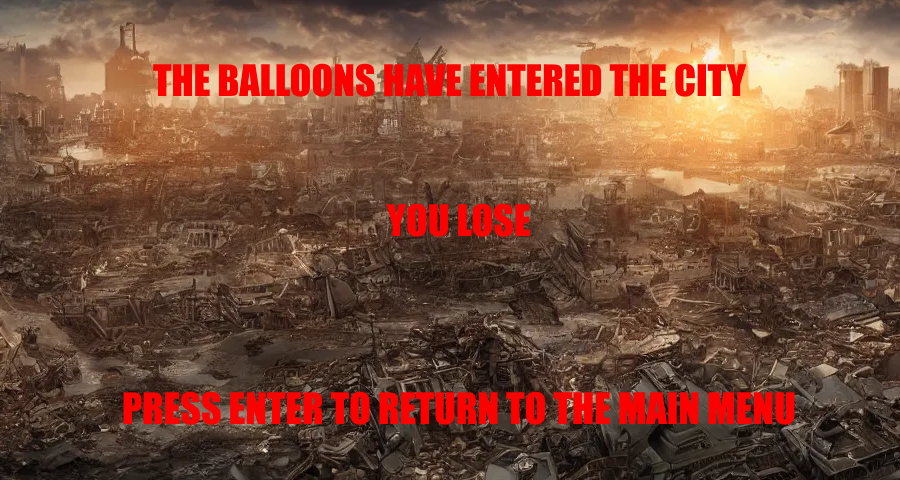 THE BALLOONS HAVE ENTERED THE CITY
YOU LOSE
PRESS ENTER TO RETURN TO THE MAIN MENU